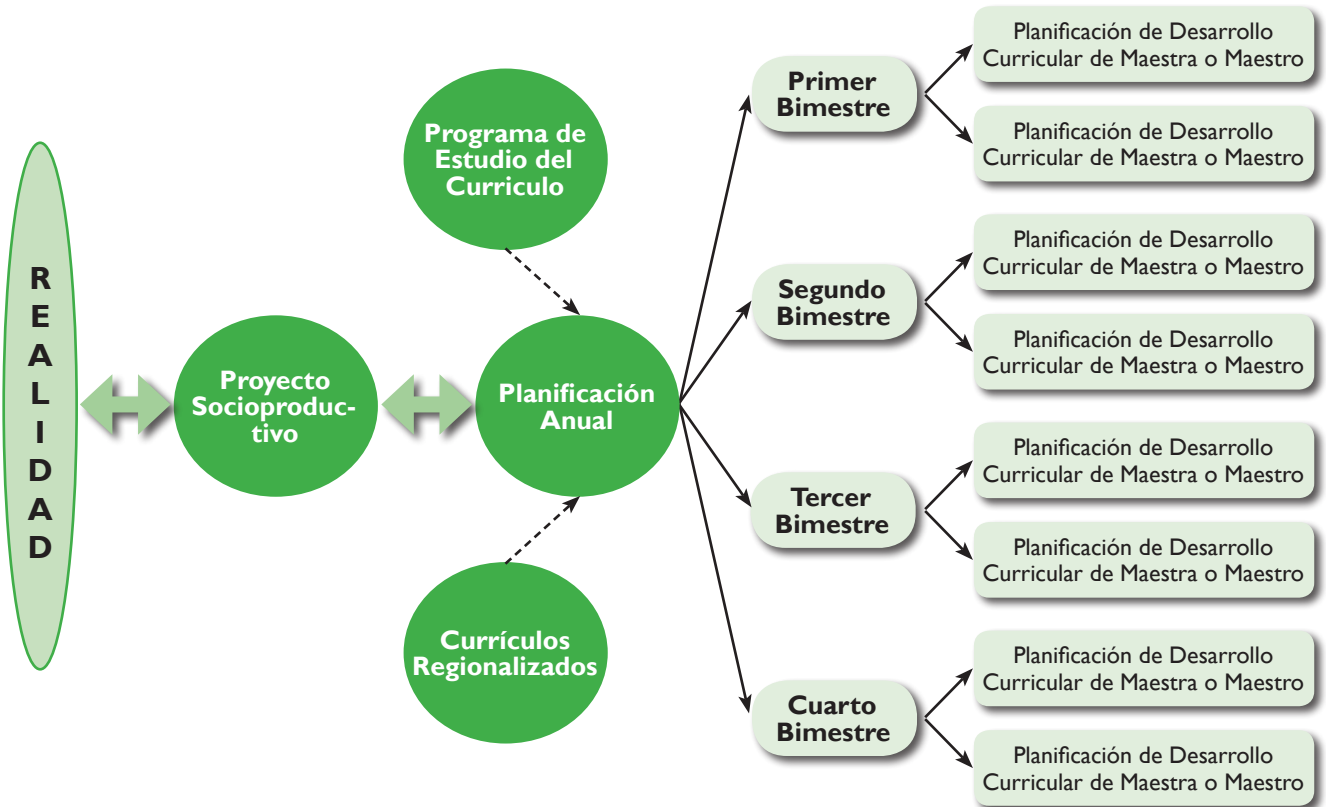 REALIDAD
Proyecto
Socioproduc-
tivo
Programa de
Estudio del
Curriculo
Planificación
Anual
Currículos
Regionalizados
Primer
Bimestre
Planificación de Desarrollo
Curricular de Maestra o Maestro
Planificación de Desarrollo
Curricular de Maestra o Maestro
Segundo
Bimestre
Planificación de Desarrollo
Curricular de Maestra o Maestro
Planificación de Desarrollo
Curricular de Maestra o Maestro
Tercer
Bimestre
Planificación de Desarrollo
Curricular de Maestra o Maestro
Planificación de Desarrollo
Curricular de Maestra o Maestro
Cuarto
Bimestre
Planificación de Desarrollo
Curricular de Maestra o Maestro
Planificación de Desarrollo
Curricular de Maestra o Maestro